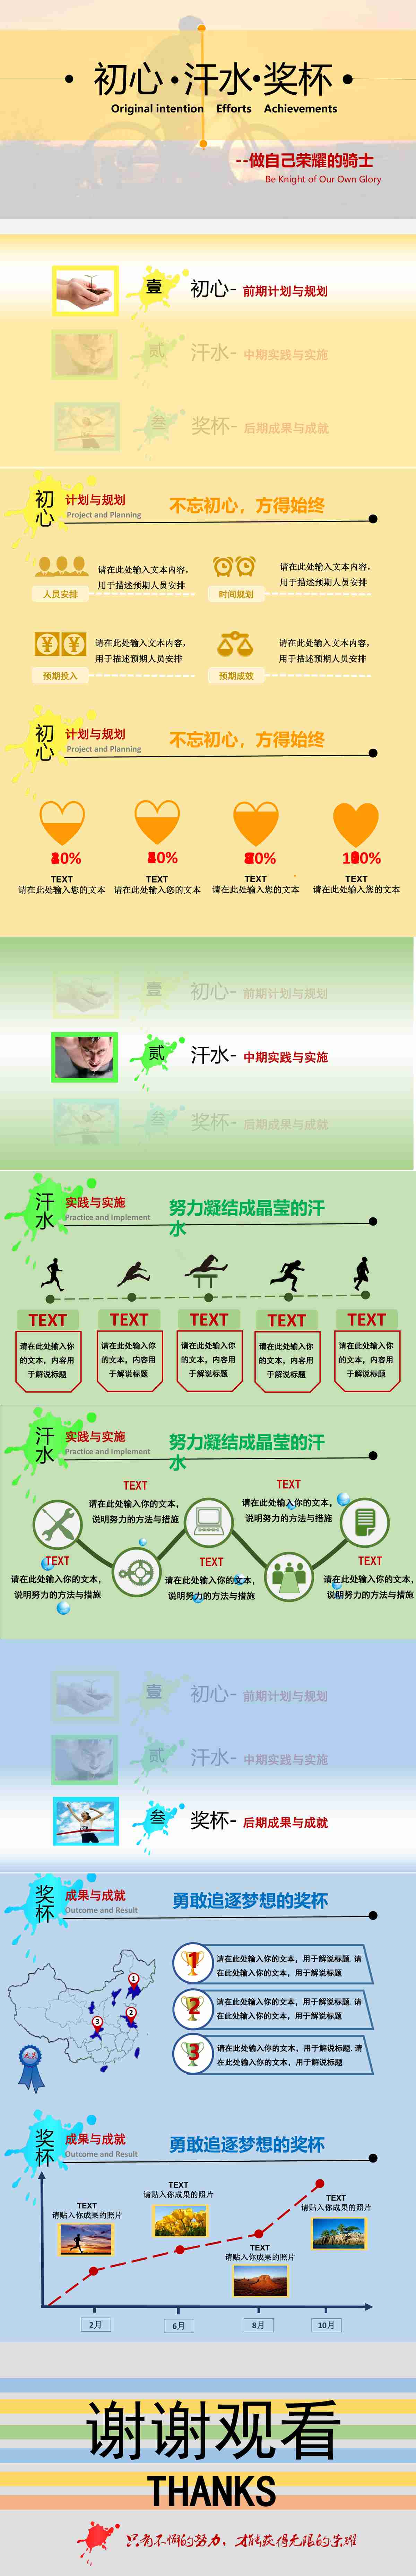 初心·汗水·奖杯
Original intention Efforts Achievements
--做自己荣耀的骑士
Be Knight of Our Own Glory
壹 初心- 前期计划与规划
贰 汗水- 中期实践与实施
叁 奖杯- 后期成果与成就
初心
计划与规划
Project and Planning
不忘初心，方得始终
请在此处输入文本内容，
用于描述预期人员安排
人员安排
请在此处输入文本内容，
用于描述预期人员安排
时间规划
请在此处输入文本内容，
用于描述预期人员安排
预期投入
请在此处输入文本内容，
用于描述预期人员安排
预期成效
初心
计划与规划
Project and Planning
不忘初心，方得始终
TEXT
请在此处输入您的文本
TEXT
请在此处输入您的文本
TEXT
请在此处输入您的文本
TEXT
请在此处输入您的文本
壹 初心- 前期计划与规划
贰 汗水- 中期实践与实施
叁 奖杯- 后期成果与成就
汗水
实践与实施
Practice and Implement
努力凝结成晶莹的汗
水
TEXT
请在此处输入你
的文本，内容用
于解说标题
TEXT
请在此处输入你
的文本，内容用
于解说标题
TEXT
请在此处输入你
的文本，内容用
于解说标题
TEXT
请在此处输入你
的文本，内容用
于解说标题
TEXT
请在此处输入你
的文本，内容用
于解说标题
汗水
实践与实施
Practice and Implement
努力凝结成晶莹的汗
水
TEXT
请在此处输入你的文本，
说明努力的方法与措施
TEXT
请在此处输入你的文本，
说明努力的方法与措施
TEXT
请在此处输入你的文本，
说明努力的方法与措施
TEXT
请在此处输入你的文本，
说明努力的方法与措施
TEXT
请在此处输入你的文本，
说明努力的方法与措施
壹 初心- 前期计划与规划
贰 汗水- 中期实践与实施
叁 奖杯- 后期成果与成就
奖杯
成果与成就
Outcome and Result
勇敢追逐梦想的奖杯
1
2
3
1
请在此处输入你的文本，用于解说标题.请
在此处输入你的文本，用于解说标题
2
请在此处输入你的文本，用于解说标题.请
在此处输入你的文本，用于解说标题
3
请在此处输入你的文本，用于解说标题.请
在此处输入你的文本，用于解说标题
奖杯
成果与成就
Outcome and Result
勇敢追逐梦想的奖杯
TEXT
请贴入你成果的照片
TEXT
请贴入你成果的照片
TEXT
请贴入你成果的照片
TEXT
请贴入你成果的照片
2月
6月
8月
10月
谢谢观看
THANKS
只有不懈的努力，才能获得无限的荣耀